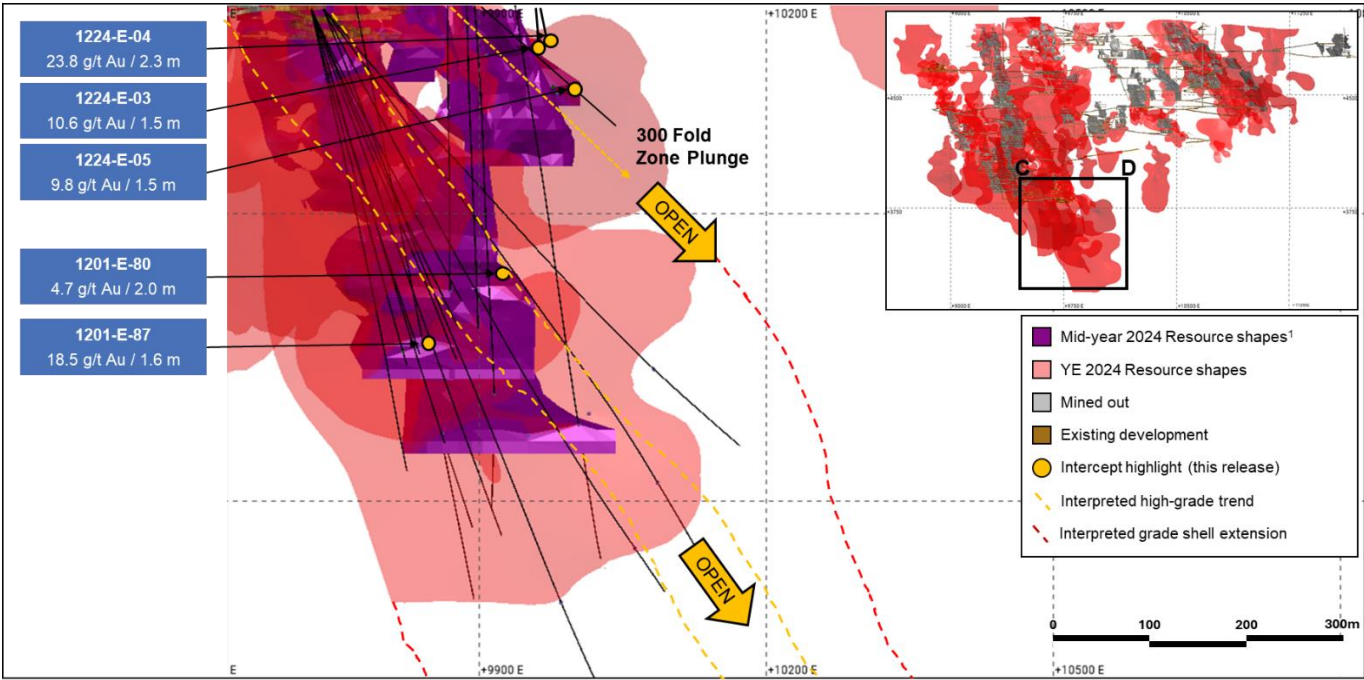 1224-E-04
23.8 g/t Au / 2.3 m
1224-E-03
10.6 g/t Au / 1.5 m
1224-E-05
9.8 g/t Au / 1.5 m
1201-E-80
4.7 g/t Au / 2.0 m
1201-E-87
18.5 g/t Au / 1.6 m
E
+10200 E
300 Fold
Zone Plunge
OPEN
OPEN
C
D
Mid-year 2024 Resource shapes¹
YE 2024 Resource shapes
Mined out
Existing development
Intercept highlight (this release)
Interpreted high-grade trend
Interpreted grade shell extension
0 100 200 300m
E
+9900 E
+10200 E
+10500 E